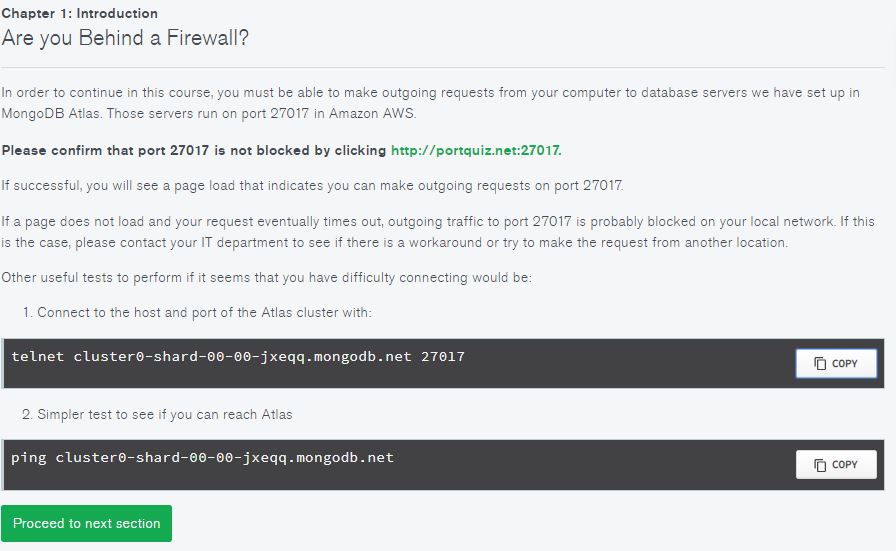 Chapter 1: Introduction
Are you Behind a Firewall?
In order to continue in this course, you must be able to make outgoing requests from your computer to database servers we have set up in
MongoDB Atlas. Those servers run on port 27017 in Amazon AWS.
Please confirm that port 27017 is not blocked by clicking http://portquiz.net:27017.
If successful, you will see a page load that indicates you can make outgoing requests on port 27017.
If a page does not load and your request eventually times out, outgoing traffic to port 27017 is probably blocked on your local network. If this
is the case, please contact your IT department to see if there is a workaround or try to make the request from another location.
Other useful tests to perform if it seems that you have difficulty connecting would be:
1. Connect to the host and port of the Atlas cluster with:
telnet cluster0-shard-00-00-jxeqq.mongodb.net 27017
COPY
2. Simpler test to see if you can reach Atlas
ping cluster0-shard-00-00-jxeqq.mongodb.net
COPY
Proceed to next section